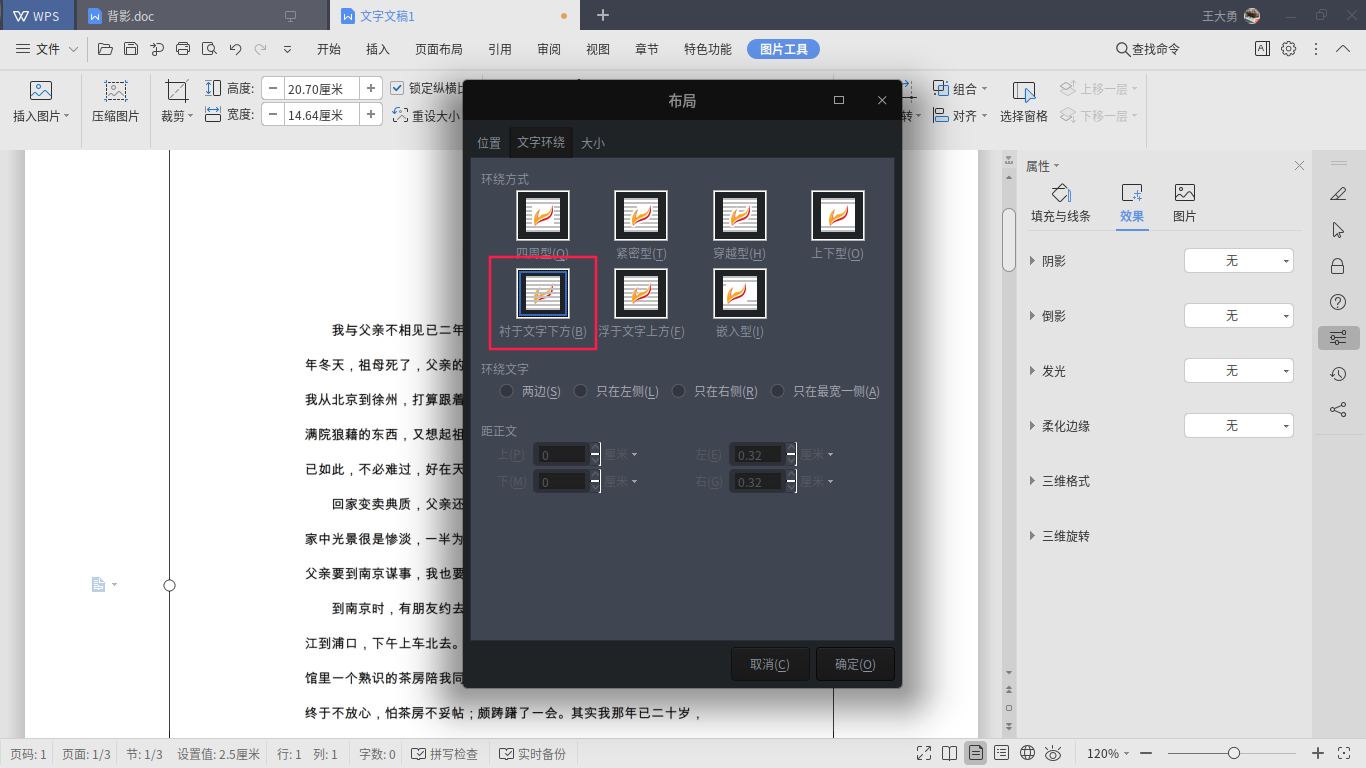 WPS
背影.doc
文字文稿1
王大勇
文件
开始
插入
页面布局
引用
审阅
视图
章节
特色功能
图片工具
查找命令
插入图片
压缩图片
裁剪
高度:
20.70厘米
锁定纵横比
宽度:
14.64厘米
重设大小
转
组合
对齐
选择窗格
上移一层
下移一层
布局
位置
文字环绕
大小
环绕方式
四周型(Q)
紧密型(T)
穿越型(H)
上下型(O)
衬于文字下方(B)
浮于文字上方(F)
嵌入型(I)
环绕文字
两边(S)
只在左侧(L)
只在右侧(R)
只在最宽一侧(A)
距正文
上(P)
0
厘米
左(E)
0.32
厘米
下(M)
0
厘米
右(G)
0.32
厘米
取消(C)
确定(O)
我与父亲不相见已二年
年冬天，祖母死了，父亲的
我从北京到徐州，打算跟着
满院狼藉的东西，又想起祖
已如此，不必难过，好在天
回家变卖典质，父亲还
家中光景很是惨淡，一半为
父亲要到南京谋事，我也要
到南京时，有朋友约去
江到浦口，下午上车北去。
馆里一个熟识的茶房陪我同
终于不放心，怕茶房不妥帖；颇踌躇了一会。其实我那年已二十岁，
属性
填充与线条
效果
图片
阴影
无
倒影
无
发光
无
柔化边缘
无
三维格式
三维旋转
页码: 1
页面: 1/3
节: 1/3
设置值: 2.5厘米
行: 1
列: 1
字数: 0
拼写检查
实时备份
120%